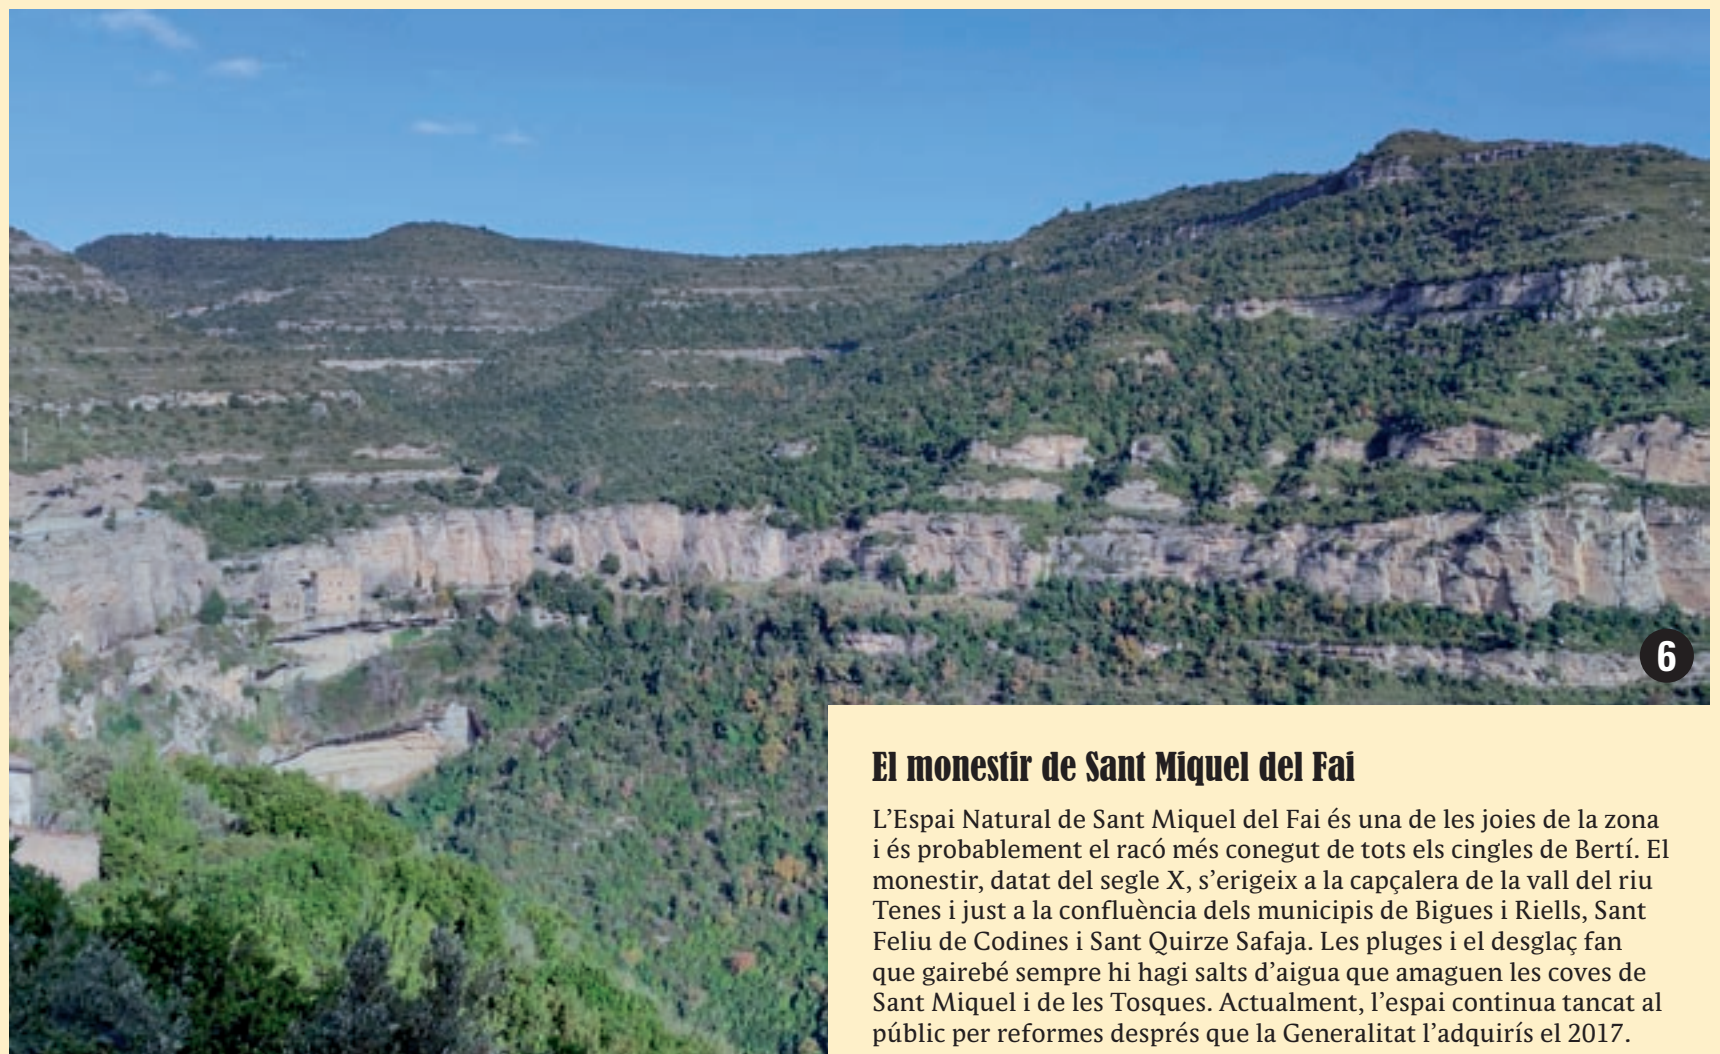 6
El monestir de Sant Miquel del Fai
L’Espai Natural de Sant Miquel del Fai és una de les joies de la zona
i és probablement el racó més conegut de tots els cingles de Bertí. El
monestir, datat del segle X, s’erigeix a la capçalera de la vall del riu
Tenes i just a la confluència dels municipis de Bigues i Riells, Sant
Feliu de Codines i Sant Quirze Safaja. Les pluges i el desglaç fan
que gairebé sempre hi hagi salts d’aigua que amaguen les coves de
Sant Miquel i de les Tosques. Actualment, l’espai continua tancat al
públic per reformes després que la Generalitat l’adquirís el 2017.